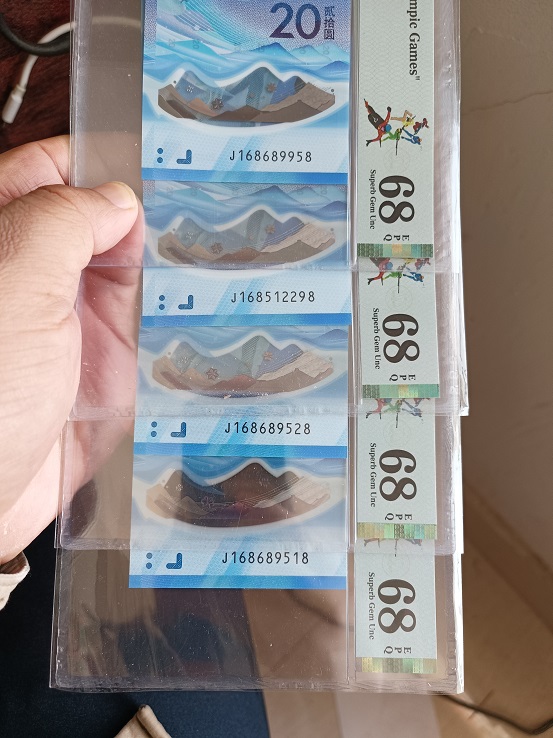 20
贰拾圆
J168689958
mpic Games"
68
EPQ
Superb Gem Unc
J168512298
68
EPQ
Superb Gem Unc
J168689528
68
EPQ
Superb Gem Unc
J168689518
68
EPQ
Superb Gem Unc